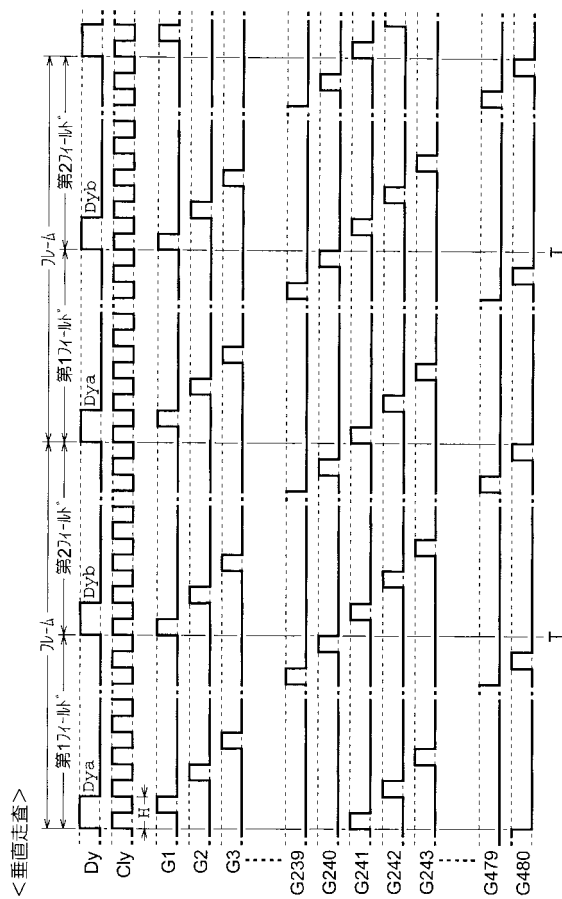 <垂直走査>
フレーム
フレーム
第1フィールド
第2フィールド
第1フィールド
第2フィールド
Dy
Dya
Dyb
Dya
Dyb
Cly
H
G1
G2
G3
G239
G240
G241
G242
G243
G479
G480
T
T